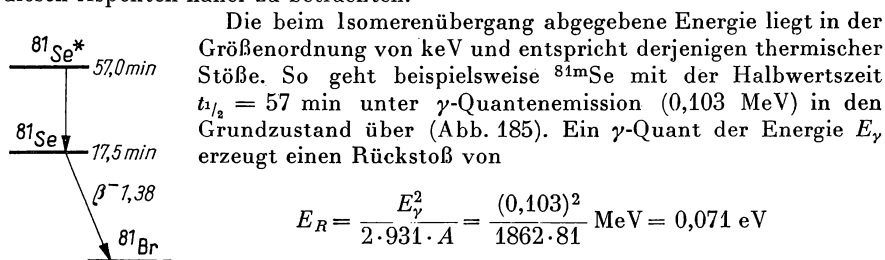 diesen Aspekten näher zu betrachten.
Die beim Isomerenübergang abgegebene Energie liegt in der
Größenordnung von keV und entspricht derjenigen thermischer
Stöße. So geht beispielsweise ⁸¹ᵐSe mit der Halbwertszeit
t₁/₂ = 57 min unter γ-Quantenemission (0,103 MeV) in den
Grundzustand über (Abb. 185). Ein γ-Quant der Energie Eγ
erzeugt einen Rückstoß von
E_R = E²γ / (2·931·A) = (0,103)² / (1862·81) MeV = 0,071 eV
⁸¹Se*
57,0min
⁸¹Se
17,5min
β⁻1,38
⁸¹Br